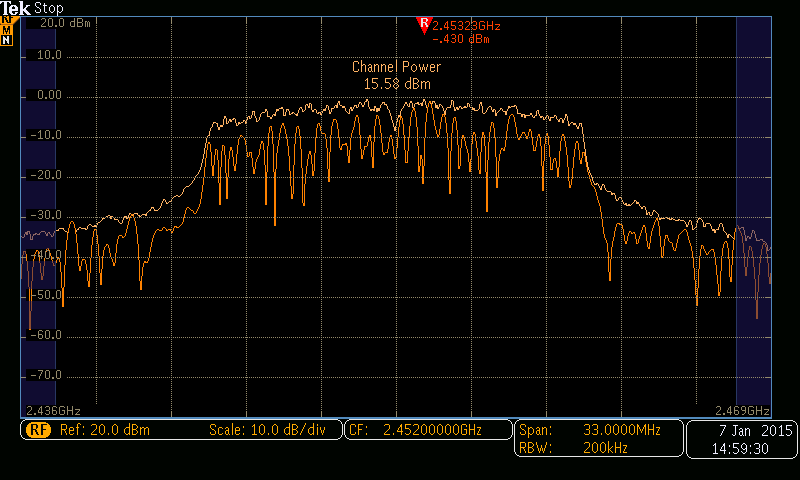 Tek Stop
R
M
N
20.0 dBm
R 2.45323GHz
-.430 dBm
10.0
Channel Power
15.58 dBm
0.00
-10.0
-20.0
-30.0
-40.0
-50.0
-60.0
-70.0
2.436GHz 2.469GHz
RF Ref: 20.0 dBm Scale: 10.0 dB/div CF: 2.45200000GHz Span: 33.0000MHz 7 Jan 2015
RBW: 200kHz 14:59:30